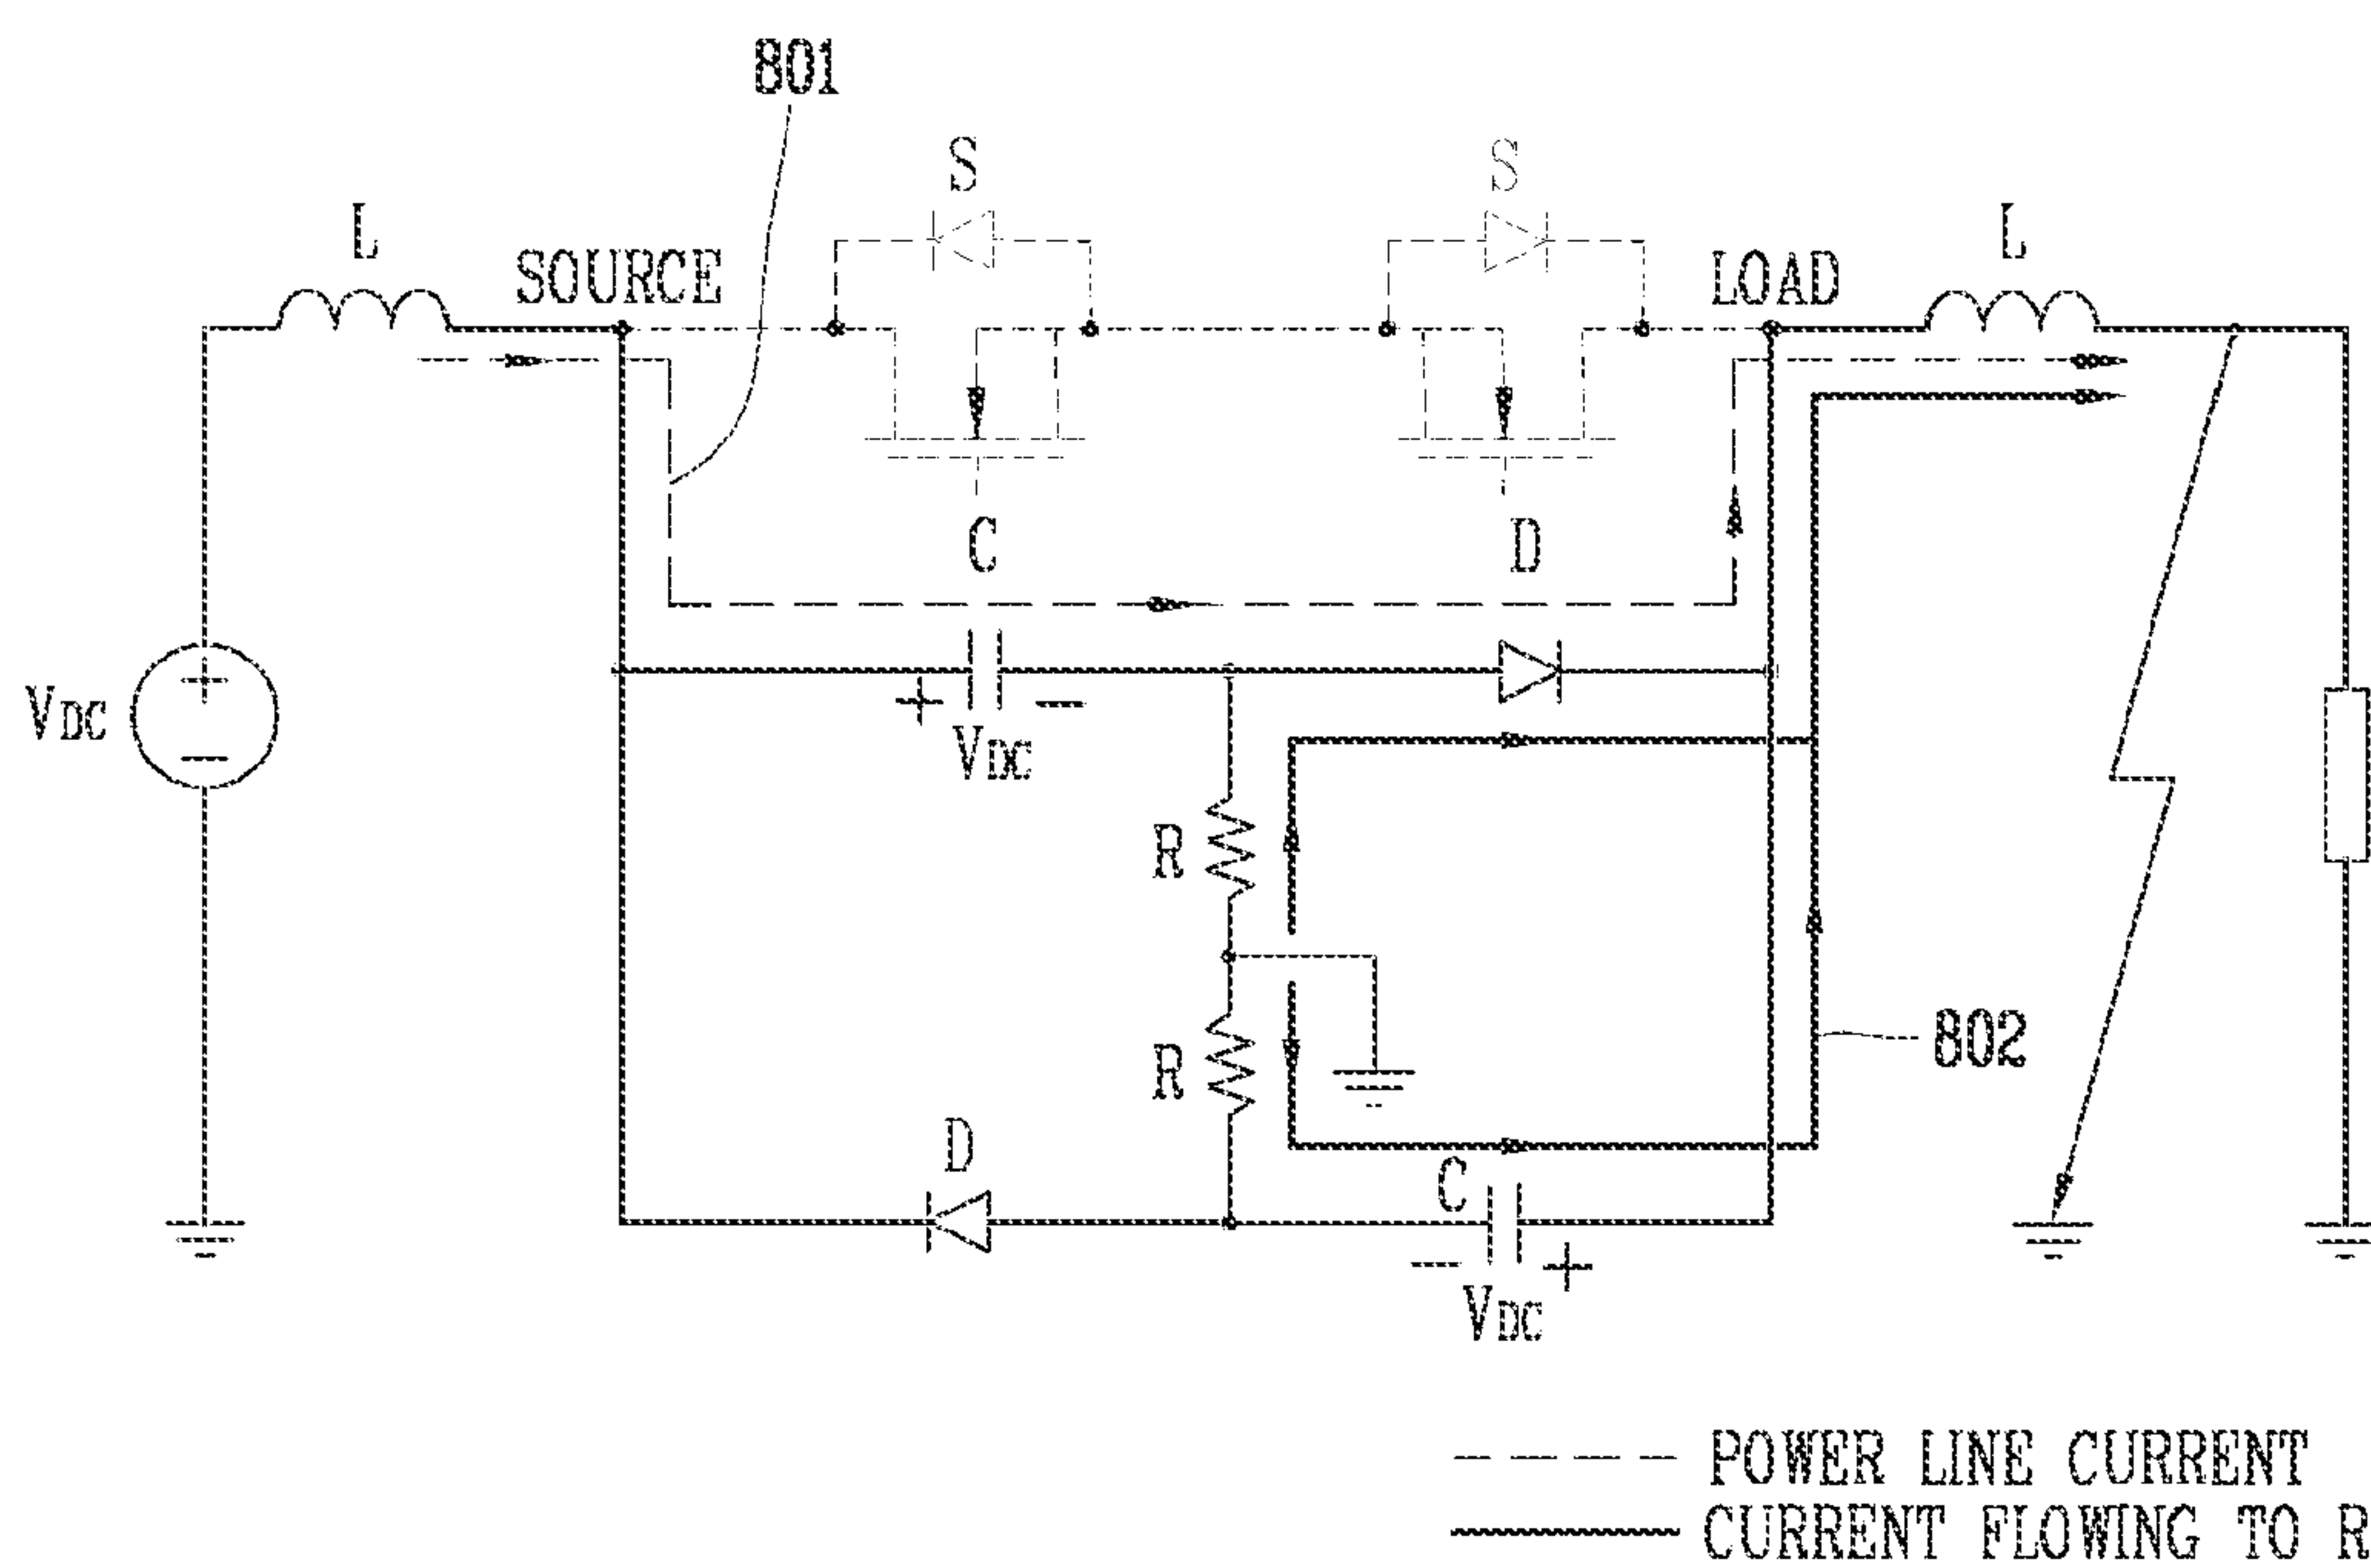 801
S
S
L
SOURCE
LOAD
L
C
D
+
-
VDC
+ -
VDC
R
R
802
D
C
- +
VDC
POWER LINE CURRENT
CURRENT FLOWING TO R